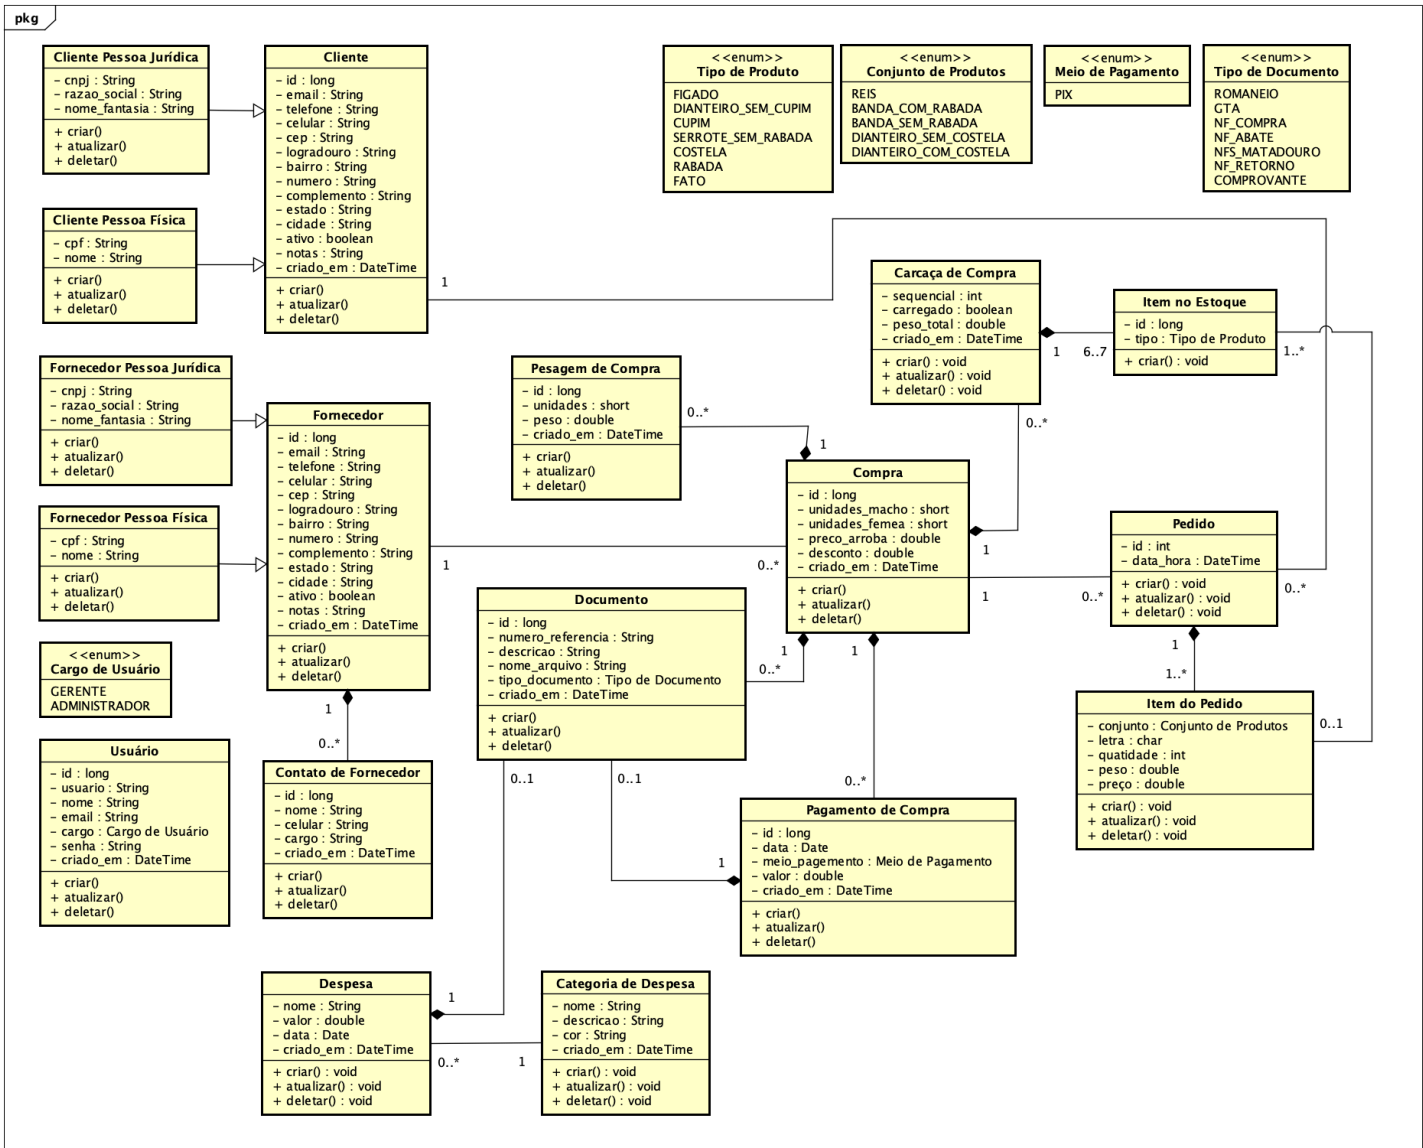 pkg
Cliente Pessoa Jurídica
– cnpj : String
– razao_social : String
– nome_fantasia : String
+ criar()
+ atualizar()
+ deletar()
Cliente Pessoa Física
– cpf : String
– nome : String
+ criar()
+ atualizar()
+ deletar()
Cliente
– id : long
– email : String
– telefone : String
– celular : String
– cep : String
– logradouro : String
– bairro : String
– numero : String
– complemento : String
– estado : String
– cidade : String
– ativo : boolean
– notas : String
– criado_em : DateTime
+ criar()
+ atualizar()
+ deletar()
1
<<enum>>
Tipo de Produto
FIGADO
DIANTEIRO_SEM_CUPIM
CUPIM
SERROTE_SEM_RABADA
COSTELA
RABADA
FATO
<<enum>>
Conjunto de Produtos
REIS
BANDA_COM_RABADA
BANDA_SEM_RABADA
DIANTEIRO_SEM_COSTELA
DIANTEIRO_COM_COSTELA
<<enum>>
Meio de Pagamento
PIX
<<enum>>
Tipo de Documento
ROMANEIO
GTA
NF_COMPRA
NF_ABATE
NFS_MATADOURO
NF_RETORNO
COMPROVANTE
Carcaça de Compra
– sequencial : int
– carregado : boolean
– peso_total : double
– criado_em : DateTime
+ criar() : void
+ atualizar() : void
+ deletar() : void
1
6..7
0..*
Item no Estoque
– id : long
– tipo : Tipo de Produto
+ criar() : void
1..*
Fornecedor Pessoa Jurídica
– cnpj : String
– razao_social : String
– nome_fantasia : String
+ criar()
+ atualizar()
+ deletar()
Fornecedor Pessoa Física
– cpf : String
– nome : String
+ criar()
+ atualizar()
+ deletar()
Fornecedor
– id : long
– email : String
– telefone : String
– celular : String
– cep : String
– logradouro : String
– bairro : String
– numero : String
– complemento : String
– estado : String
– cidade : String
– ativo : boolean
– notas : String
– criado_em : DateTime
+ criar()
+ atualizar()
+ deletar()
1
0..*
1
0..*
Pesagem de Compra
– id : long
– unidades : short
– peso : double
– criado_em : DateTime
+ criar()
+ atualizar()
+ deletar()
0..*
1
Compra
– id : long
– unidades_macho : short
– unidades_femea : short
– preco_arroba : double
– desconto : double
– criado_em : DateTime
+ criar()
+ atualizar()
+ deletar()
1
1
0..*
1
0..*
1
0..*
Pedido
– id : int
– data_hora : DateTime
+ criar() : void
+ atualizar() : void
+ deletar() : void
0..*
1
1..*
Item do Pedido
– conjunto : Conjunto de Produtos
– letra : char
– quatidade : int
– peso : double
– preço : double
+ criar() : void
+ atualizar() : void
+ deletar() : void
0..1
Documento
– id : long
– numero_referencia : String
– descricao : String
– nome_arquivo : String
– tipo_documento : Tipo de Documento
– criado_em : DateTime
+ criar()
+ atualizar()
+ deletar()
0..1
0..1
<<enum>>
Cargo de Usuário
GERENTE
ADMINISTRADOR
Usuário
– id : long
– usuario : String
– nome : String
– email : String
– cargo : Cargo de Usuário
– senha : String
– criado_em : DateTime
+ criar()
+ atualizar()
+ deletar()
Contato de Fornecedor
– id : long
– nome : String
– celular : String
– cargo : String
– criado_em : DateTime
+ criar()
+ atualizar()
+ deletar()
Pagamento de Compra
– id : long
– data : Date
– meio_pagemento : Meio de Pagamento
– valor : double
– criado_em : DateTime
+ criar()
+ atualizar()
+ deletar()
1
Despesa
– nome : String
– valor : double
– data : Date
– criado_em : DateTime
+ criar() : void
+ atualizar() : void
+ deletar() : void
1
0..*
1
Categoria de Despesa
– nome : String
– descricao : String
– cor : String
– criado_em : DateTime
+ criar() : void
+ atualizar() : void
+ deletar() : void